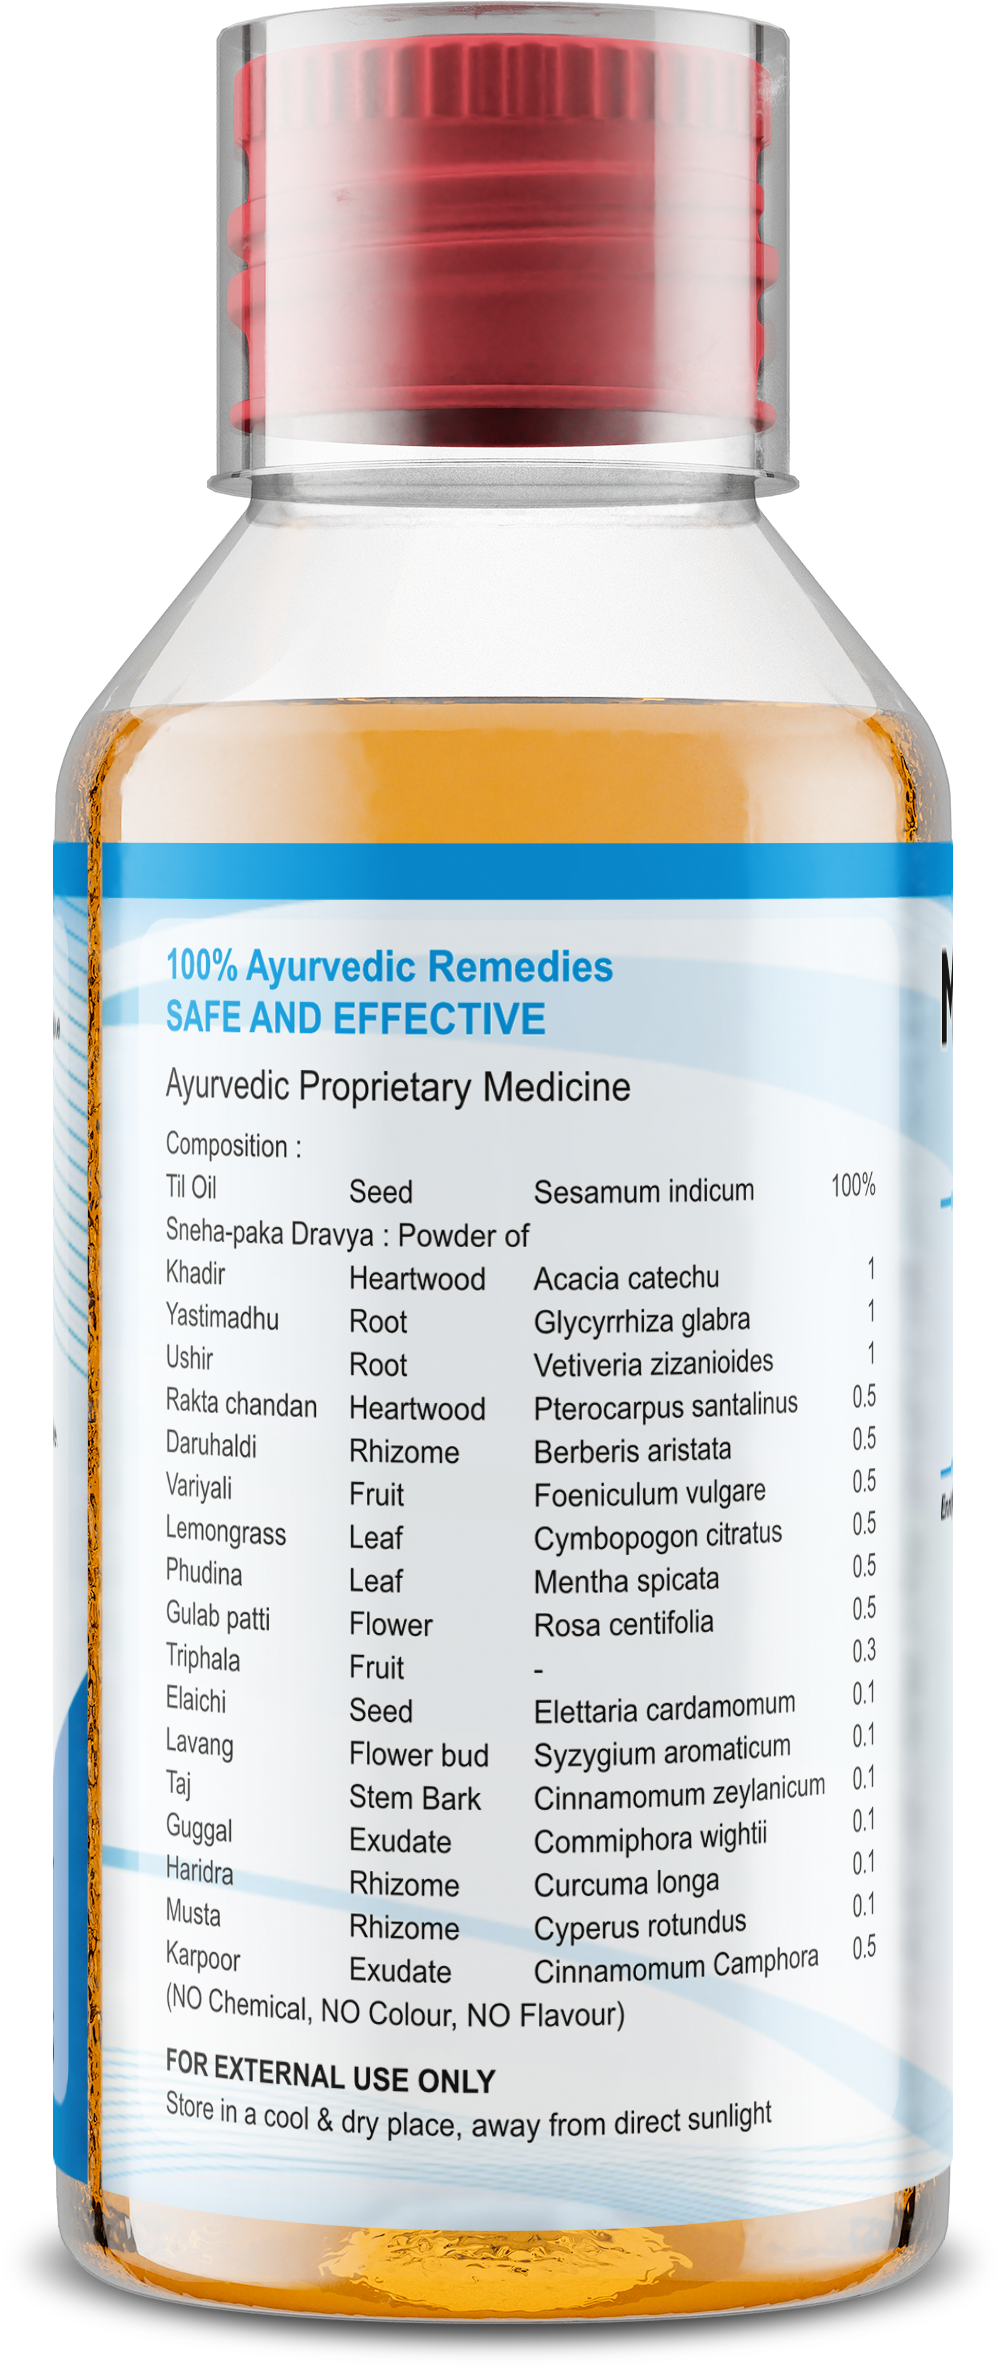 100% Ayurvedic Remedies
SAFE AND EFFECTIVE
Ayurvedic Proprietary Medicine
Composition :
Til Oil Seed Sesamum indicum 100%
Sneha-paka Dravya : Powder of
Khadir Heartwood Acacia catechu 1
Yastimadhu Root Glycyrrhiza glabra 1
Ushir Root Vetiveria zizanioides 1
Rakta chandan Heartwood Pterocarpus santalinus 0.5
Daruhaldi Rhizome Berberis aristata 0.5
Variyali Fruit Foeniculum vulgare 0.5
Lemongrass Leaf Cymbopogon citratus 0.5
Phudina Leaf Mentha spicata 0.5
Gulab patti Flower Rosa centifolia 0.5
Triphala Fruit - 0.3
Elaichi Seed Elettaria cardamomum 0.1
Lavang Flower bud Syzygium aromaticum 0.1
Taj Stem Bark Cinnamomum zeylanicum 0.1
Guggal Exudate Commiphora wightii 0.1
Haridra Rhizome Curcuma longa 0.1
Musta Rhizome Cyperus rotundus 0.1
Karpoor Exudate Cinnamomum Camphora 0.5
(NO Chemical, NO Colour, NO Flavour)
FOR EXTERNAL USE ONLY
Store in a cool & dry place, away from direct sunlight